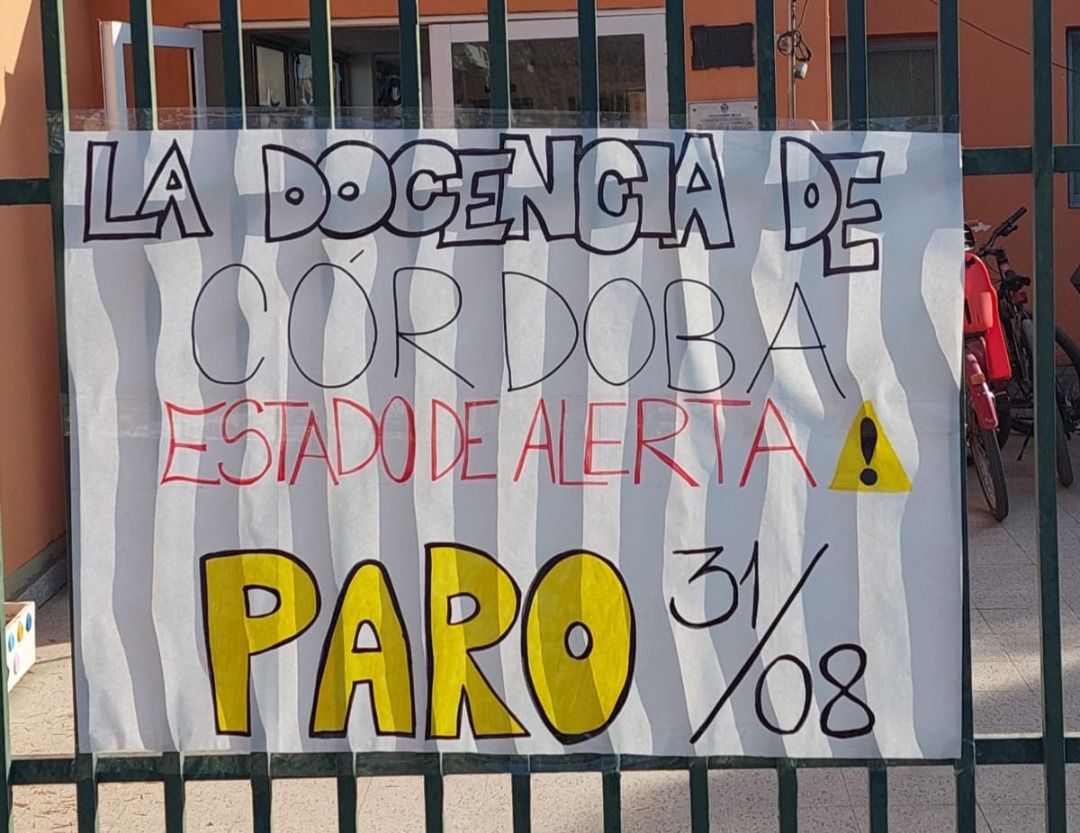 LA DOCENCIA DE
CÓRDOBA
ESTADO DE ALERTA !
PARO 31/08